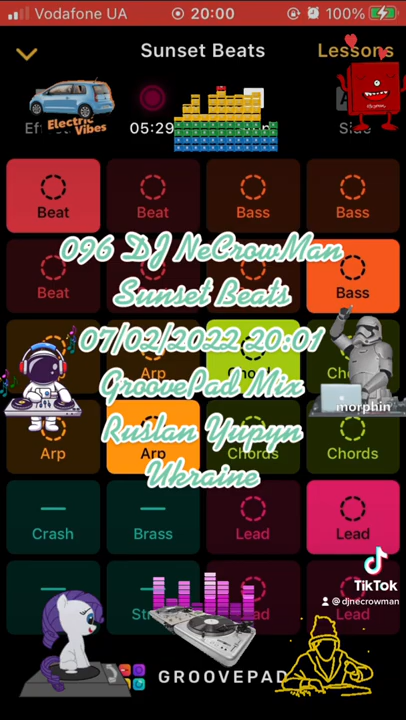 Vodafone UA 20:00 100%
Sunset Beats Lessons
Electric Vibes
05:29
Beat Beat Bass Bass
096 DJ NeCrowMan
Beat Bass
Sunset Beats
07/02/2022 20:01
Arp
GroovePad Mix
morphin
Ruslan Yupyn
Arp Arp Chords Chords
Ukraine
Crash Brass Lead Lead
TikTok
@djnecrowman
GROOVEPAD